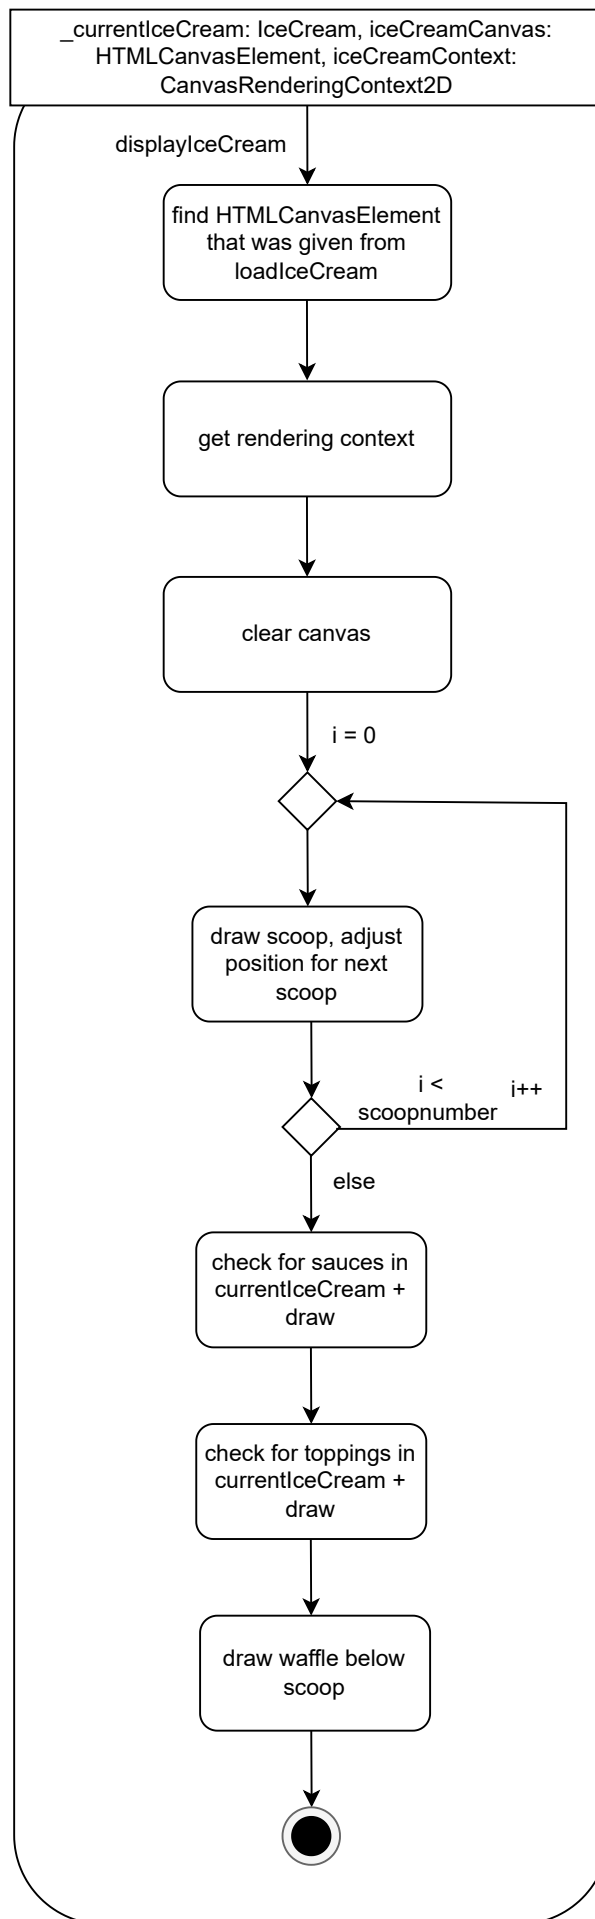 _currentIceCream: IceCream, iceCreamCanvas:
HTMLCanvasElement, iceCreamContext:
CanvasRenderingContext2D
displayIceCream
find HTMLCanvasElement
that was given from
loadIceCream
get rendering context
clear canvas
i = 0
draw scoop, adjust
position for next
scoop
i <
scoopnumber
i++
else
check for sauces in
currentIceCream +
draw
check for toppings in
currentIceCream +
draw
draw waffle below
scoop